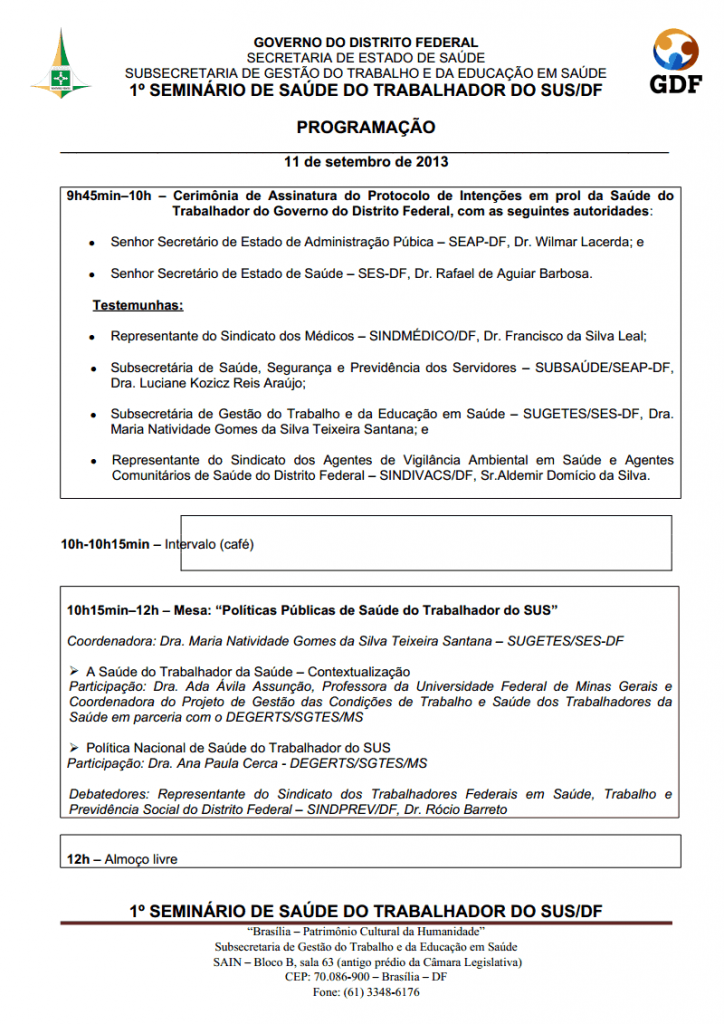 GOVERNO DO DISTRITO FEDERAL
SECRETARIA DE ESTADO DE SAÚDE
SUBSECRETARIA DE GESTÃO DO TRABALHO E DA EDUCAÇÃO EM SAÚDE
1º SEMINÁRIO DE SAÚDE DO TRABALHADOR DO SUS/DF
GDF
PROGRAMAÇÃO
11 de setembro de 2013
9h45min–10h – Cerimônia de Assinatura do Protocolo de Intenções em prol da Saúde do
Trabalhador do Governo do Distrito Federal, com as seguintes autoridades:
• Senhor Secretário de Estado de Administração Púbica – SEAP-DF, Dr. Wilmar Lacerda; e
• Senhor Secretário de Estado de Saúde – SES-DF, Dr. Rafael de Aguiar Barbosa.
Testemunhas:
• Representante do Sindicato dos Médicos – SINDMÉDICO/DF, Dr. Francisco da Silva Leal;
• Subsecretária de Saúde, Segurança e Previdência dos Servidores – SUBSAÚDE/SEAP-DF,
Dra. Luciane Kozicz Reis Araújo;
• Subsecretária de Gestão do Trabalho e da Educação em Saúde – SUGETES/SES-DF, Dra.
Maria Natividade Gomes da Silva Teixeira Santana; e
• Representante do Sindicato dos Agentes de Vigilância Ambiental em Saúde e Agentes
Comunitários de Saúde do Distrito Federal – SINDIVACS/DF, Sr.Aldemir Domício da Silva.
10h-10h15min – Intervalo (café)
10h15min–12h – Mesa: “Políticas Públicas de Saúde do Trabalhador do SUS”
Coordenadora: Dra. Maria Natividade Gomes da Silva Teixeira Santana – SUGETES/SES-DF
➢ A Saúde do Trabalhador da Saúde – Contextualização
Participação: Dra. Ada Ávila Assunção, Professora da Universidade Federal de Minas Gerais e
Coordenadora do Projeto de Gestão das Condições de Trabalho e Saúde dos Trabalhadores da
Saúde em parceria com o DEGERTS/SGTES/MS
➢ Política Nacional de Saúde do Trabalhador do SUS
Participação: Dra. Ana Paula Cerca - DEGERTS/SGTES/MS
Debatedores: Representante do Sindicato dos Trabalhadores Federais em Saúde, Trabalho e
Previdência Social do Distrito Federal – SINDPREV/DF, Dr. Rócio Barreto
12h – Almoço livre
1º SEMINÁRIO DE SAÚDE DO TRABALHADOR DO SUS/DF
“Brasília – Patrimônio Cultural da Humanidade”
Subsecretaria de Gestão do Trabalho e da Educação em Saúde
SAIN – Bloco B, sala 63 (antigo prédio da Câmara Legislativa)
CEP: 70.086-900 – Brasília – DF
Fone: (61) 3348-6176